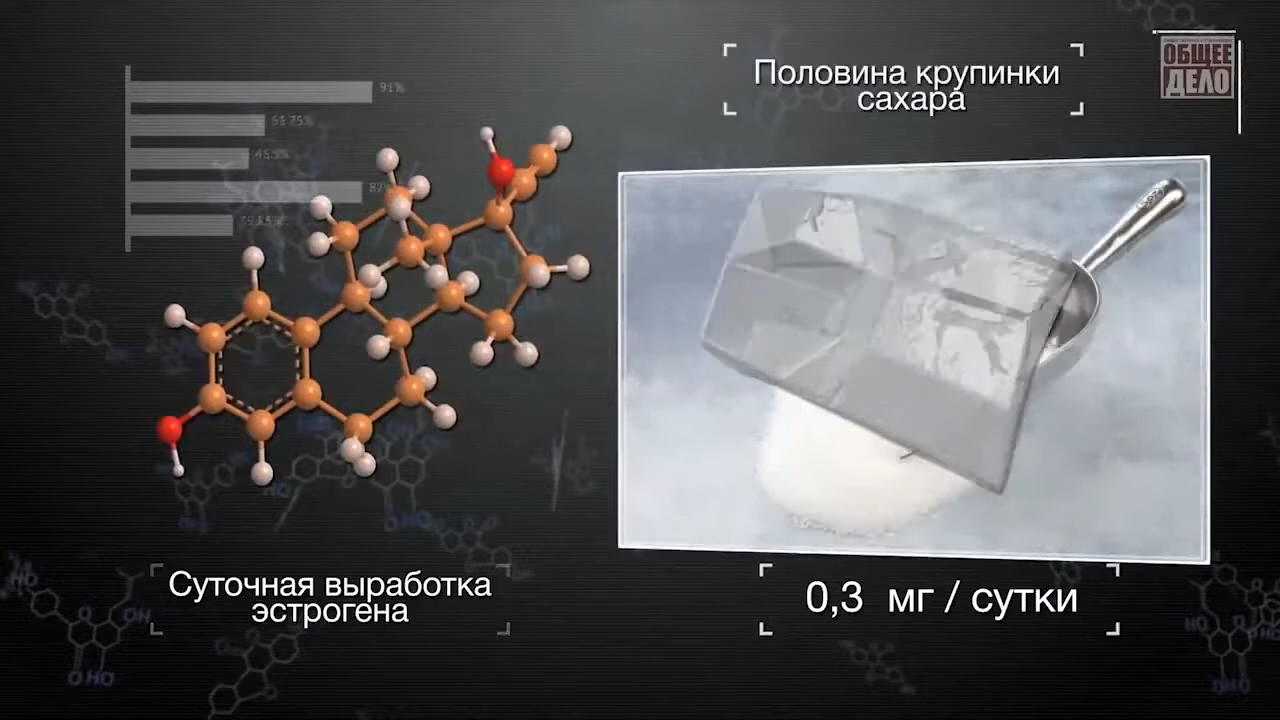 Половина крупинки
сахара
ОБЩЕЕ
ДЕЛО
91%
87
Суточная выработка
эстрогена
0,3 мг / сутки